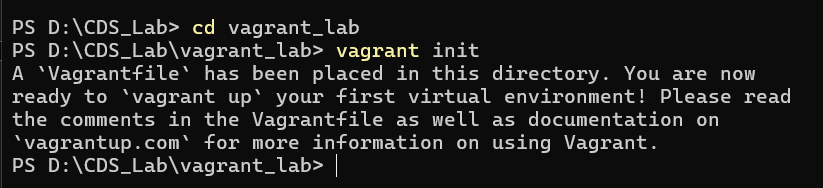 PS D:\CDS_Lab> cd vagrant_lab
PS D:\CDS_Lab\vagrant_lab> vagrant init
A `Vagrantfile` has been placed in this directory. You are now
ready to `vagrant up` your first virtual environment! Please read
the comments in the Vagrantfile as well as documentation on
`vagrantup.com` for more information on using Vagrant.
PS D:\CDS_Lab\vagrant_lab>